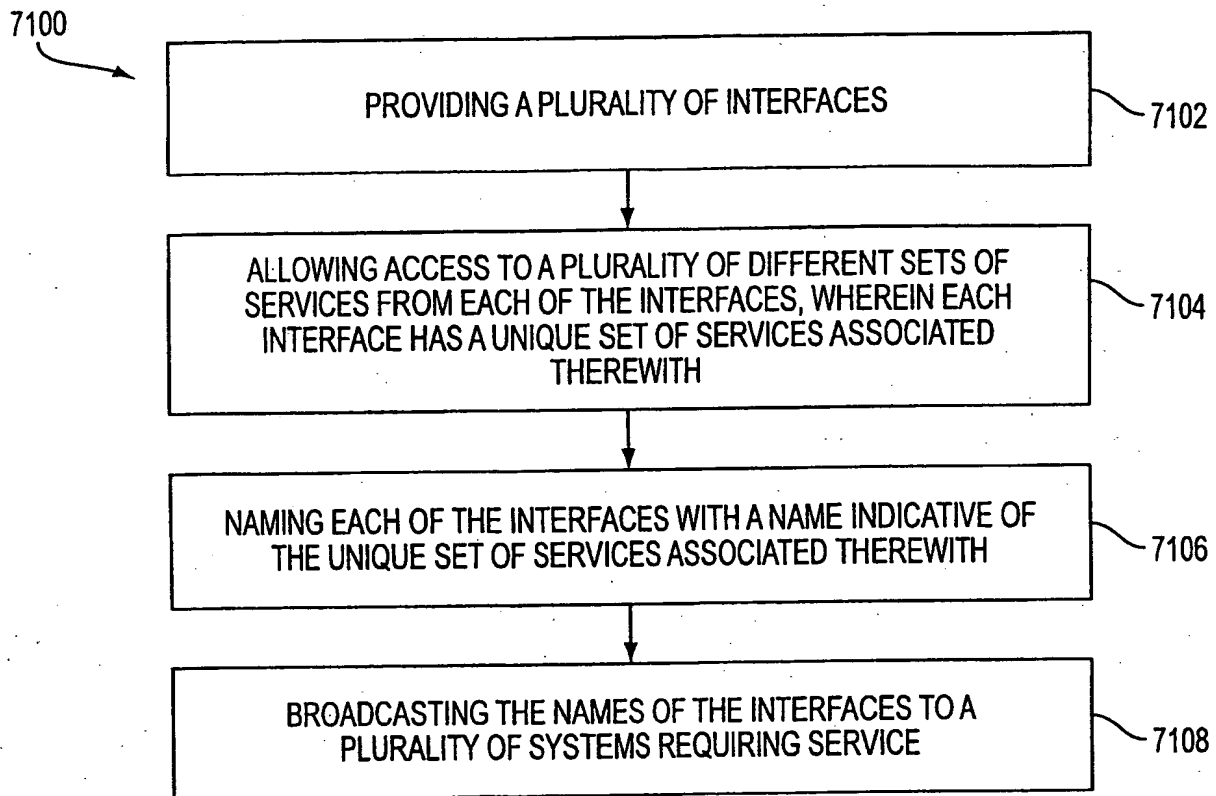 7100
PROVIDING A PLURALITY OF INTERFACES
7102
ALLOWING ACCESS TO A PLURALITY OF DIFFERENT SETS OF
SERVICES FROM EACH OF THE INTERFACES, WHEREIN EACH
INTERFACE HAS A UNIQUE SET OF SERVICES ASSOCIATED
THEREWITH
7104
NAMING EACH OF THE INTERFACES WITH A NAME INDICATIVE OF
THE UNIQUE SET OF SERVICES ASSOCIATED THEREWITH
7106
BROADCASTING THE NAMES OF THE INTERFACES TO A
PLURALITY OF SYSTEMS REQUIRING SERVICE
7108